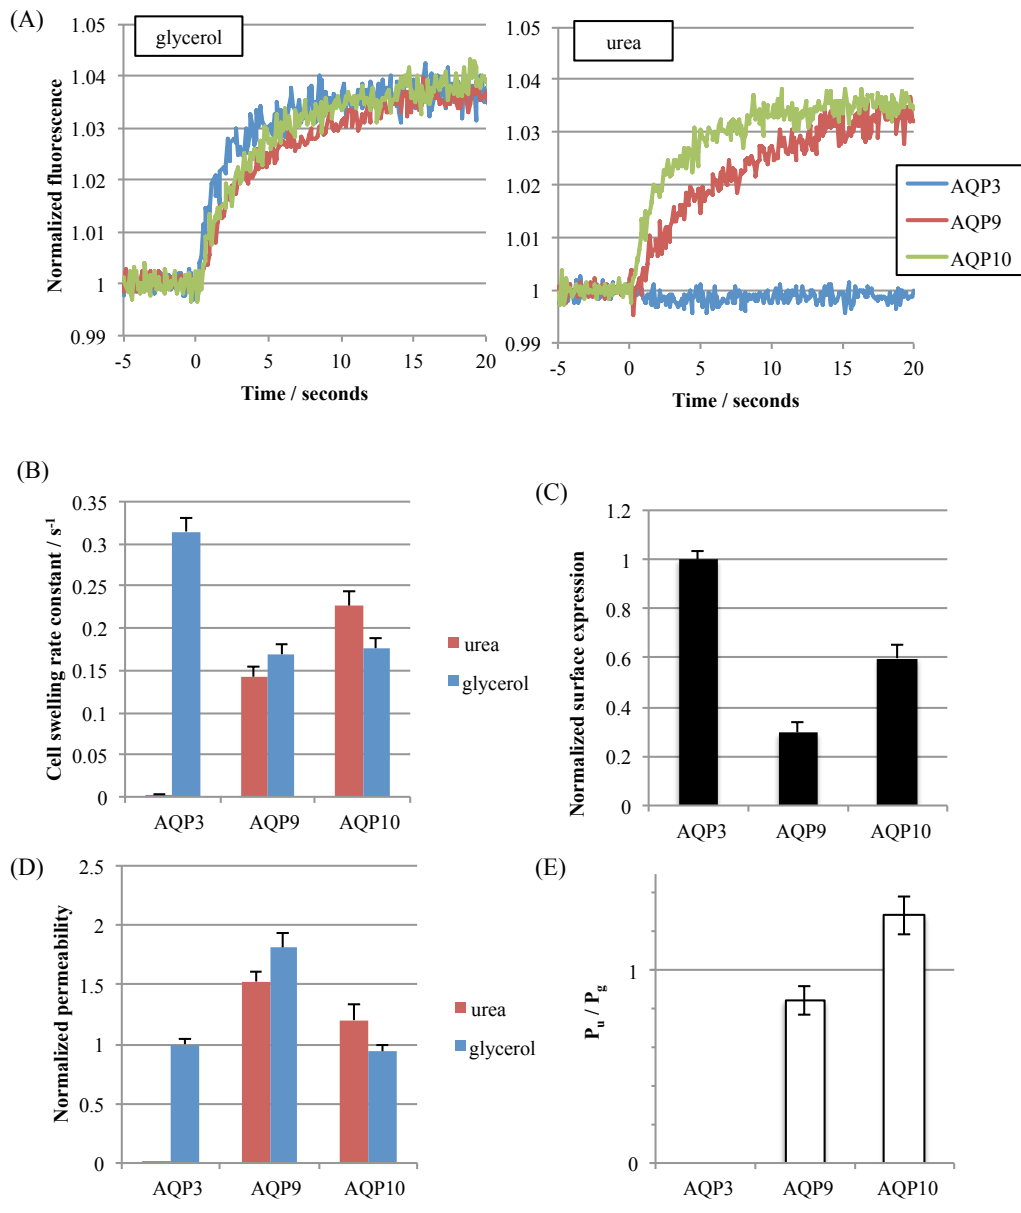 (A)
glycerol
Normalized fluorescence
1.05
1.04
1.03
1.02
1.01
1
0.99
-5
0
5
10
15
20
Time / seconds
urea
1.05
1.04
1.03
1.02
1.01
1
0.99
-5
0
5
10
15
20
Time / seconds
AQP3
AQP9
AQP10
(B)
Cell swelling rate constant / s-1
0.35
0.3
0.25
0.2
0.15
0.1
0.05
0
AQP3
AQP9
AQP10
urea
glycerol
(C)
Normalized surface expression
1.2
1
0.8
0.6
0.4
0.2
0
AQP3
AQP9
AQP10
(D)
Normalized permeability
2.5
2
1.5
1
0.5
0
AQP3
AQP9
AQP10
urea
glycerol
(E)
Pu / Pg
1
0
AQP3
AQP9
AQP10